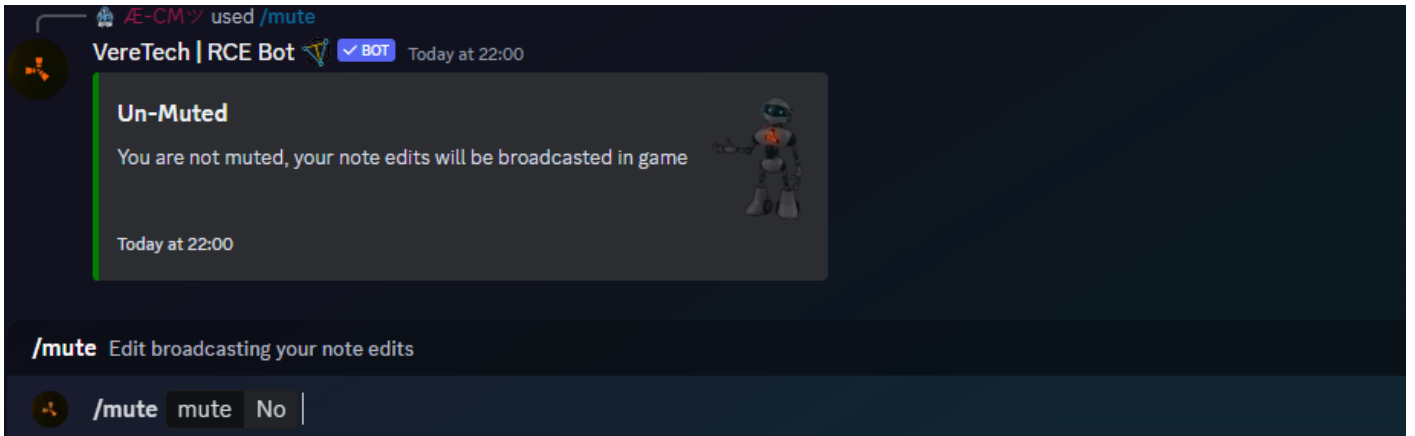 Æ-CMツ used /mute
VereTech | RCE Bot ✓ BOT Today at 22:00
Un-Muted
You are not muted, your note edits will be broadcasted in game
Today at 22:00
/mute Edit broadcasting your note edits
/mute mute No